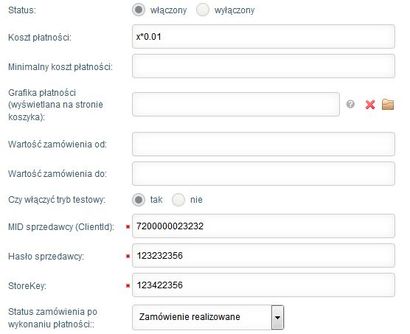 Status: włączony wyłączony
Koszt płatności: x*0.01
Minimalny koszt płatności:
Grafika płatności
(wyświetlana na stronie
koszyka):
Wartość zamówienia od:
Wartość zamówienia do:
Czy włączyć tryb testowy: tak nie
MID sprzedawcy (ClientId): 7200000023232
Hasło sprzedawcy: 123232356
StoreKey: 123422356
Status zamówienia po
wykonaniu płatności:: Zamówienie realizowane